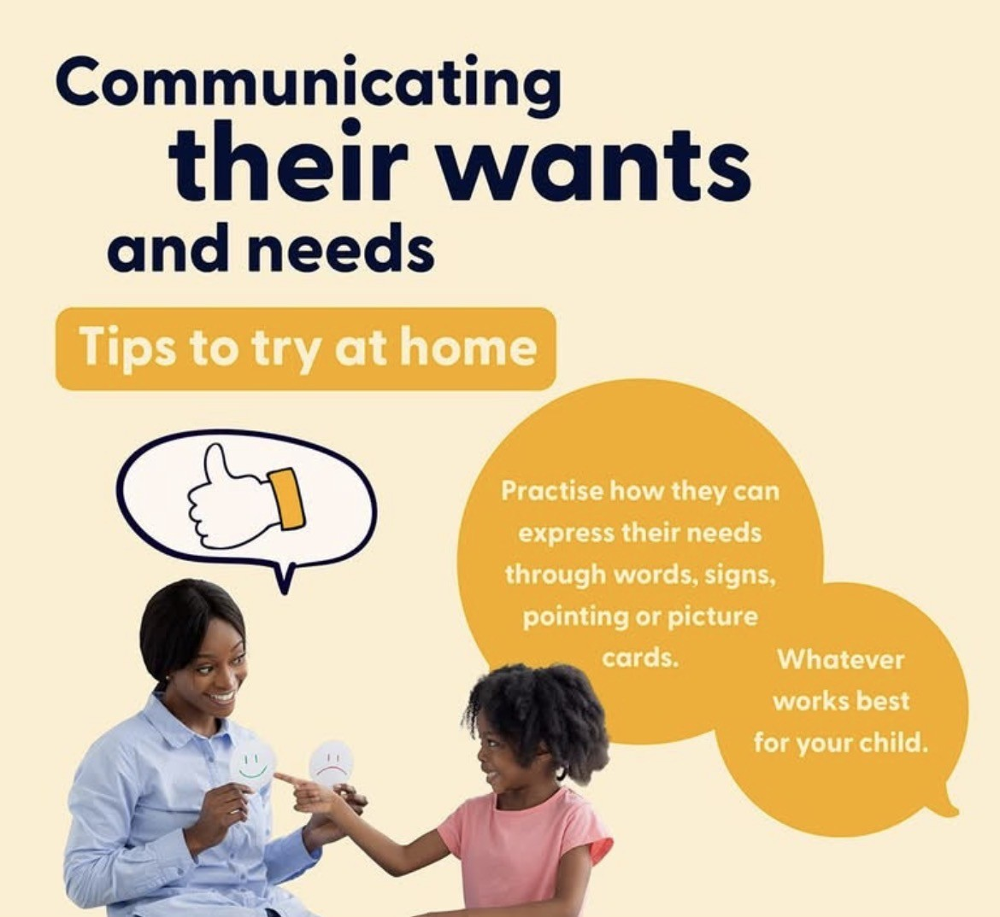 Communicating
their wants
and needs
Tips to try at home
Practise how they can
express their needs
through words, signs,
pointing or picture
cards.
Whatever
works best
for your child.